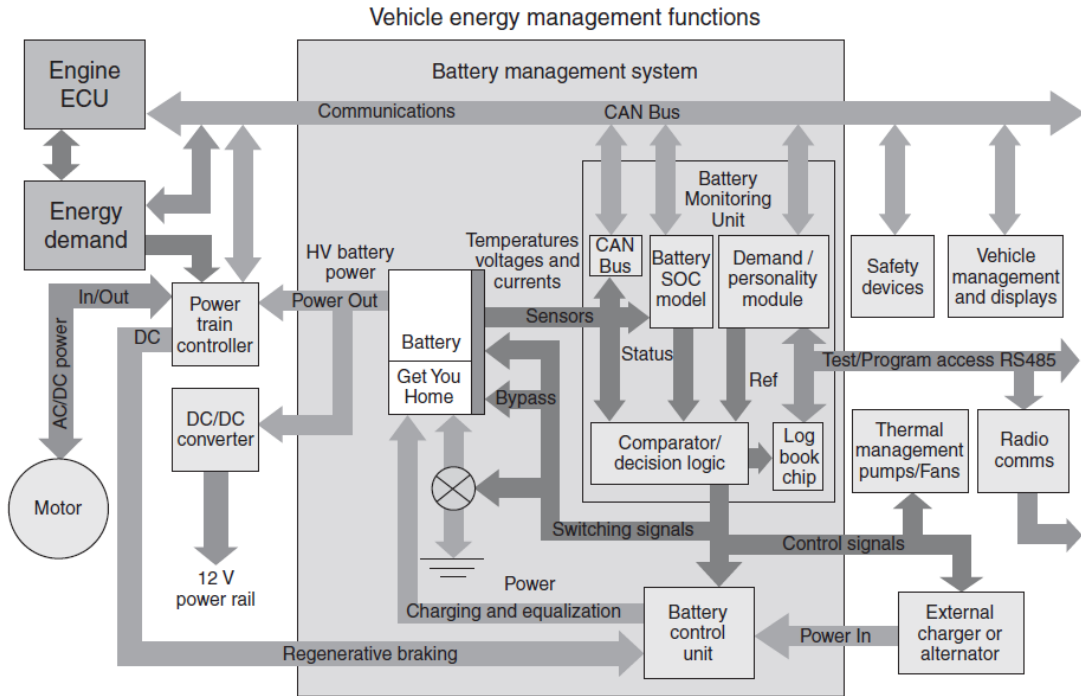 Vehicle energy management functions
Engine
ECU
Battery management system
Communications
CAN Bus
Energy
demand
Battery
Monitoring
Unit
HV battery
power
Temperatures
voltages and
currents
CAN
Bus
Battery
SOC
model
Demand /
personality
module
Safety
devices
Vehicle
management
and displays
In/Out
Power
train
controller
Power Out
Sensors
DC
AC/DC power
Battery
Status
Test/Program access RS485
Get You
Home
Bypass
Ref
DC/DC
converter
Comparator/
decision logic
Log
book
chip
Thermal
management
pumps/Fans
Radio
comms
Motor
Switching signals
Control signals
12 V
power rail
Power
Charging and equalization
Battery
control
unit
Power In
External
charger or
alternator
Regenerative braking